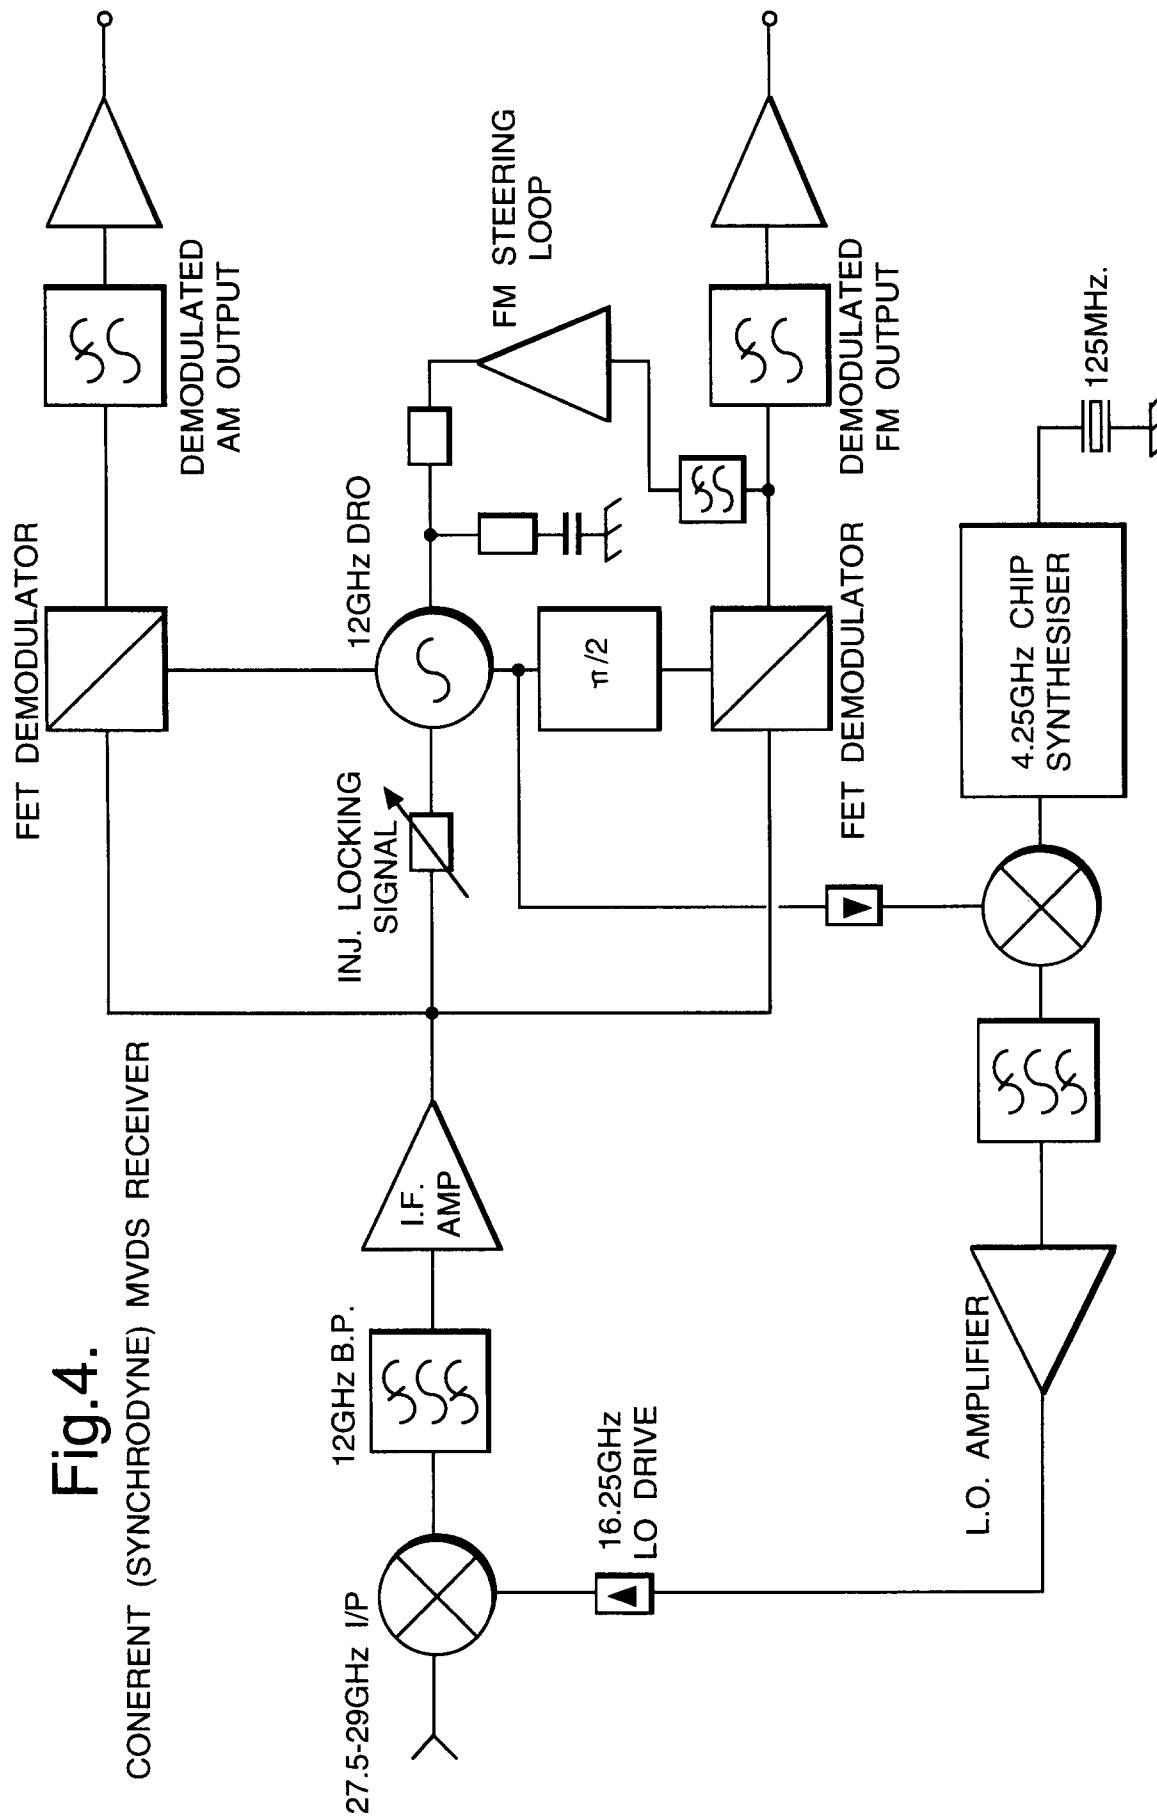 Fig.4.
CONERENT (SYNCHRODYNE) MVDS RECEIVER
27.5-29GHz I/P
12GHz B.P.
I.F.
AMP
INJ. LOCKING
SIGNAL
12GHz DRO
FET DEMODULATOR
DEMODULATED
AM OUTPUT
FM STEERING
LOOP
π/2
FET DEMODULATOR
DEMODULATED
FM OUTPUT
16.25GHz
LO DRIVE
L.O. AMPLIFIER
4.25GHz CHIP
SYNTHESISER
125MHz.